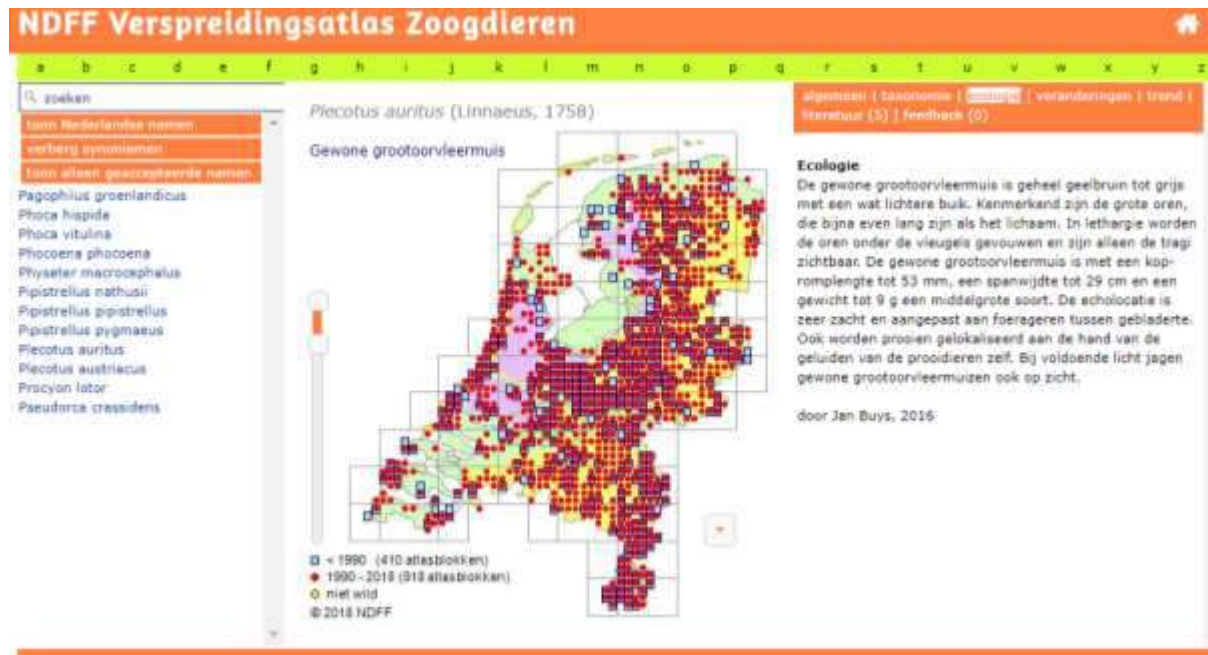 NDFF Verspreidingsatlas Zoogdieren
a b c d e f g h i j k l m n o p q r s t u v w x y z
zoeken
toon Nederlandse namen
verberg synoniemen
toon alleen geaccepteerde namen
Pagophilus groenlandicus
Phoca hispida
Phoca vitulina
Phocoena phocoena
Physeter macrocephalus
Pipistrellus nathusii
Pipistrellus pipistrellus
Pipistrellus pygmaeus
Plecotus auritus
Plecotus austriacus
Procyon lotor
Pseudorca crassidens
Plecotus auritus (Linnaeus, 1758)
Gewone grootoorvleermuis
< 1990 (410 atlasblokken)
1990 - 2018 (918 atlasblokken)
niet wild
© 2018 NDFF
algemeen | taxonomie | ecologie | veranderingen | trend |
literatuur (5) | feedback (0)
Ecologie
De gewone grootoorvleermuis is geheel geelbruin tot grijs
met een wat lichtere buik. Kenmerkend zijn de grote oren,
die bijna even lang zijn als het lichaam. In lethargie worden
de oren onder de vleugels gevouwen en zijn alleen de tragi
zichtbaar. De gewone grootoorvleermuis is met een kop-
romplengte tot 53 mm, een spanwijdte tot 29 cm en een
gewicht tot 9 g een middelgrote soort. De echolocatie is
zeer zacht en aangepast aan foerageren tussen gebladerte.
Ook worden prooien gelokaliseerd aan de hand van de
geluiden van de prooidieren zelf. Bij voldoende licht jagen
gewone grootoorvleermuizen ook op zicht.
door Jan Buys, 2016